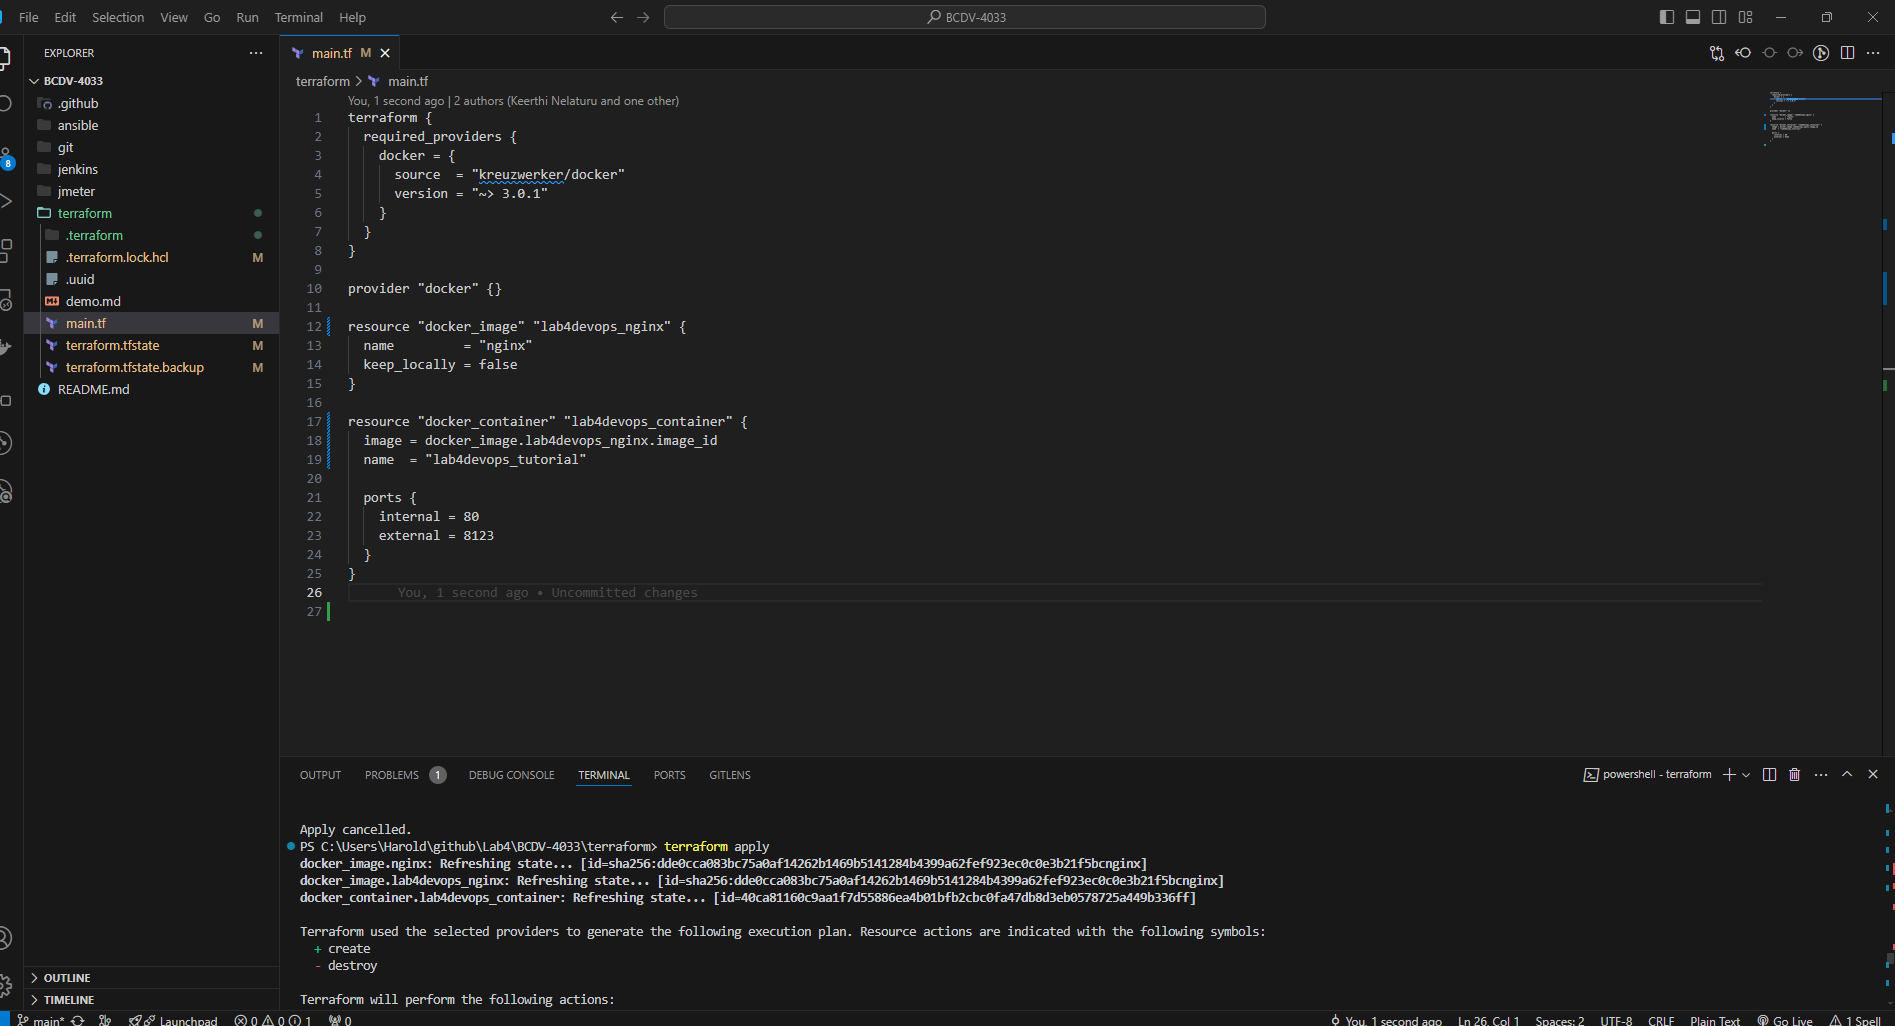 File Edit Selection View Go Run Terminal Help
BCDV-4033
EXPLORER
BCDV-4033
.github
ansible
git
jenkins
jmeter
terraform
.terraform
.terraform.lock.hcl M
.uuid
demo.md
main.tf M
terraform.tfstate M
terraform.tfstate.backup M
README.md
OUTLINE
TIMELINE
8
main.tf M
terraform > main.tf
You, 1 second ago | 2 authors (Keerthi Nelaturu and one other)
1 terraform {
2   required_providers {
3     docker = {
4       source  = "kreuzwerker/docker"
5       version = "~> 3.0.1"
6     }
7   }
8 }
9
10 provider "docker" {}
11
12 resource "docker_image" "lab4devops_nginx" {
13   name         = "nginx"
14   keep_locally = false
15 }
16
17 resource "docker_container" "lab4devops_container" {
18   image = docker_image.lab4devops_nginx.image_id
19   name  = "lab4devops_tutorial"
20
21   ports {
22     internal = 80
23     external = 8123
24   }
25 }
26 You, 1 second ago • Uncommitted changes
27
OUTPUT PROBLEMS 1 DEBUG CONSOLE TERMINAL PORTS GITLENS
powershell - terraform
Apply cancelled.
PS C:\Users\Harold\github\Lab4\BCDV-4033\terraform> terraform apply
docker_image.nginx: Refreshing state... [id=sha256:dde0cca083bc75a0af14262b1469b5141284b4399a62fef923ec0c0e3b21f5bcnginx]
docker_image.lab4devops_nginx: Refreshing state... [id=sha256:dde0cca083bc75a0af14262b1469b5141284b4399a62fef923ec0c0e3b21f5bcnginx]
docker_container.lab4devops_container: Refreshing state... [id=40ca81160c9aa1f7d55886ea4b01bfb2cbc0fa47db8d3eb0578725a449b336ff]
Terraform used the selected providers to generate the following execution plan. Resource actions are indicated with the following symbols:
+ create
- destroy
Terraform will perform the following actions:
main* Launchpad 0 0 1 0 You, 1 second ago Ln 26, Col 1 Spaces: 2 UTF-8 CRLF Plain Text Go Live 1 Spell